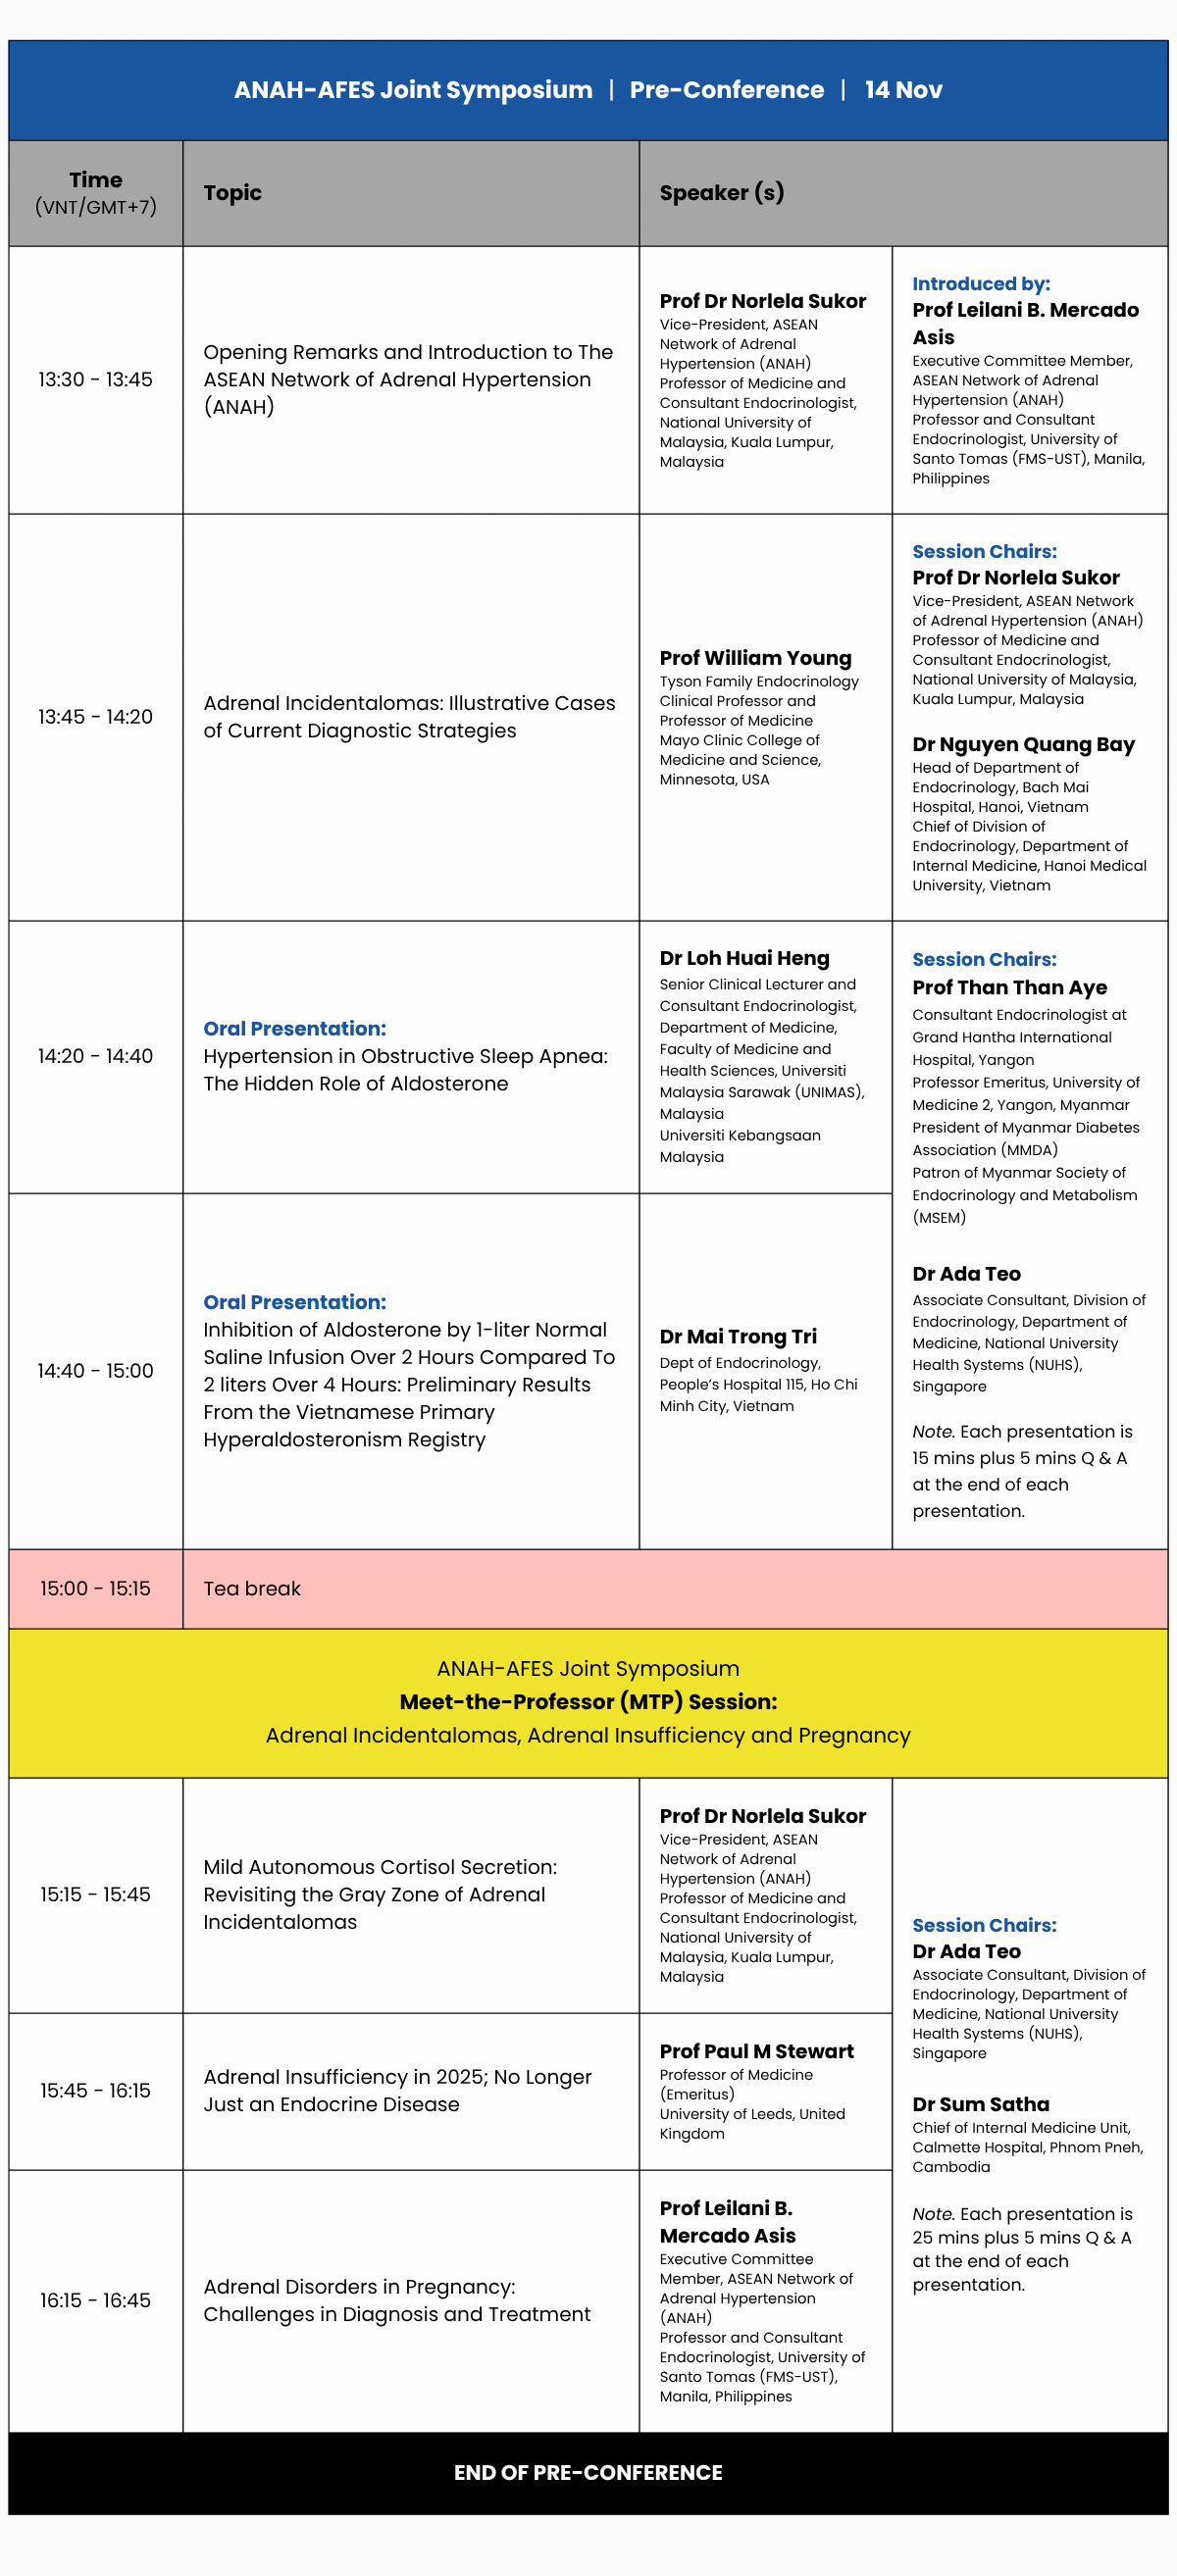 ANAH-AFES Joint Symposium | Pre-Conference | 14 Nov
Time
(VNT/GMT+7)
Topic
Speaker (s)
13:30 - 13:45
Opening Remarks and Introduction to The
ASEAN Network of Adrenal Hypertension
(ANAH)
Prof Dr Norlela Sukor
Vice-President, ASEAN
Network of Adrenal
Hypertension (ANAH)
Professor of Medicine and
Consultant Endocrinologist,
National University of
Malaysia, Kuala Lumpur,
Malaysia
Introduced by:
Prof Leilani B. Mercado
Asis
Executive Committee Member,
ASEAN Network of Adrenal
Hypertension (ANAH)
Professor and Consultant
Endocrinologist, University of
Santo Tomas (FMS-UST), Manila,
Philippines
13:45 - 14:20
Adrenal Incidentalomas: Illustrative Cases
of Current Diagnostic Strategies
Prof William Young
Tyson Family Endocrinology
Clinical Professor and
Professor of Medicine
Mayo Clinic College of
Medicine and Science,
Minnesota, USA
Session Chairs:
Prof Dr Norlela Sukor
Vice-President, ASEAN Network
of Adrenal Hypertension (ANAH)
Professor of Medicine and
Consultant Endocrinologist,
National University of Malaysia,
Kuala Lumpur, Malaysia
Dr Nguyen Quang Bay
Head of Department of
Endocrinology, Bach Mai
Hospital, Hanoi, Vietnam
Chief of Division of
Endocrinology, Department of
Internal Medicine, Hanoi Medical
University, Vietnam
14:20 - 14:40
Oral Presentation:
Hypertension in Obstructive Sleep Apnea:
The Hidden Role of Aldosterone
Dr Loh Huai Heng
Senior Clinical Lecturer and
Consultant Endocrinologist,
Department of Medicine,
Faculty of Medicine and
Health Sciences, Universiti
Malaysia Sarawak (UNIMAS),
Malaysia
Universiti Kebangsaan
Malaysia
Session Chairs:
Prof Than Than Aye
Consultant Endocrinologist at
Grand Hantha International
Hospital, Yangon
Professor Emeritus, University of
Medicine 2, Yangon, Myanmar
President of Myanmar Diabetes
Association (MMDA)
Patron of Myanmar Society of
Endocrinology and Metabolism
(MSEM)
Dr Ada Teo
Associate Consultant, Division of
Endocrinology, Department of
Medicine, National University
Health Systems (NUHS),
Singapore
Note. Each presentation is
15 mins plus 5 mins Q & A
at the end of each
presentation.
14:40 - 15:00
Oral Presentation:
Inhibition of Aldosterone by 1-liter Normal
Saline Infusion Over 2 Hours Compared To
2 liters Over 4 Hours: Preliminary Results
From the Vietnamese Primary
Hyperaldosteronism Registry
Dr Mai Trong Tri
Dept of Endocrinology,
People's Hospital 115, Ho Chi
Minh City, Vietnam
15:00 - 15:15
Tea break
ANAH-AFES Joint Symposium
Meet-the-Professor (MTP) Session:
Adrenal Incidentalomas, Adrenal Insufficiency and Pregnancy
15:15 - 15:45
Mild Autonomous Cortisol Secretion:
Revisiting the Gray Zone of Adrenal
Incidentalomas
Prof Dr Norlela Sukor
Vice-President, ASEAN
Network of Adrenal
Hypertension (ANAH)
Professor of Medicine and
Consultant Endocrinologist,
National University of
Malaysia, Kuala Lumpur,
Malaysia
Session Chairs:
Dr Ada Teo
Associate Consultant, Division of
Endocrinology, Department of
Medicine, National University
Health Systems (NUHS),
Singapore
Dr Sum Satha
Chief of Internal Medicine Unit,
Calmette Hospital, Phnom Pneh,
Cambodia
Note. Each presentation is
25 mins plus 5 mins Q & A
at the end of each
presentation.
15:45 - 16:15
Adrenal Insufficiency in 2025; No Longer
Just an Endocrine Disease
Prof Paul M Stewart
Professor of Medicine
(Emeritus)
University of Leeds, United
Kingdom
16:15 - 16:45
Adrenal Disorders in Pregnancy:
Challenges in Diagnosis and Treatment
Prof Leilani B.
Mercado Asis
Executive Committee
Member, ASEAN Network of
Adrenal Hypertension
(ANAH)
Professor and Consultant
Endocrinologist, University of
Santo Tomas (FMS-UST),
Manila, Philippines
END OF PRE-CONFERENCE